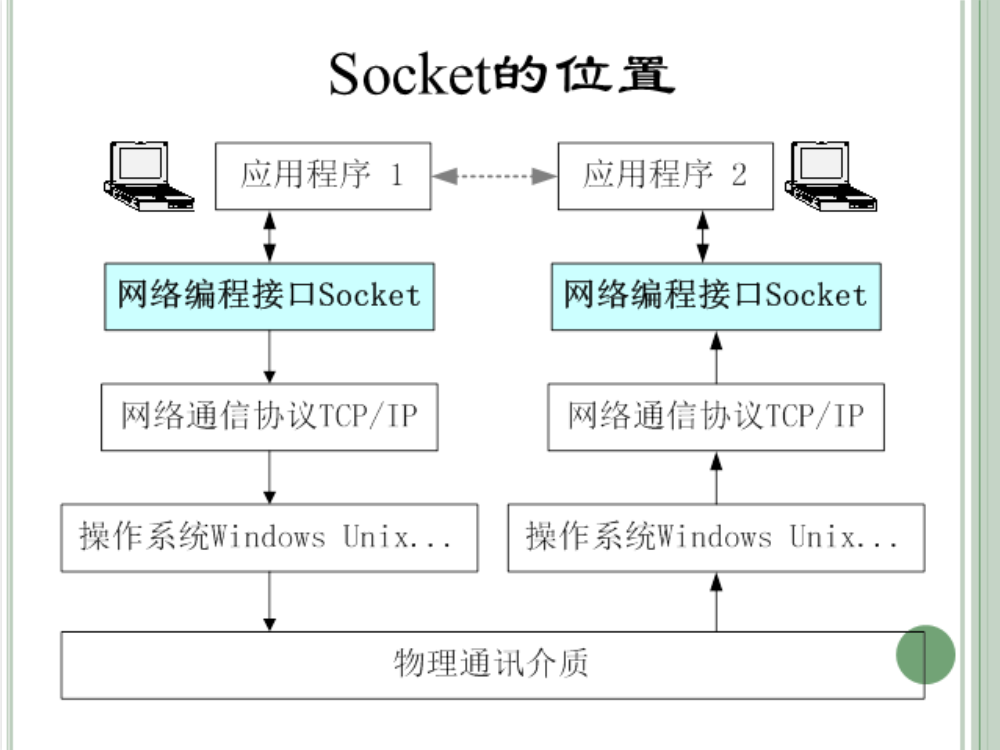 Socket的位置
应用程序 1
应用程序 2
网络编程接口Socket
网络编程接口Socket
网络通信协议TCP/IP
网络通信协议TCP/IP
操作系统Windows Unix...
操作系统Windows Unix...
物理通讯介质